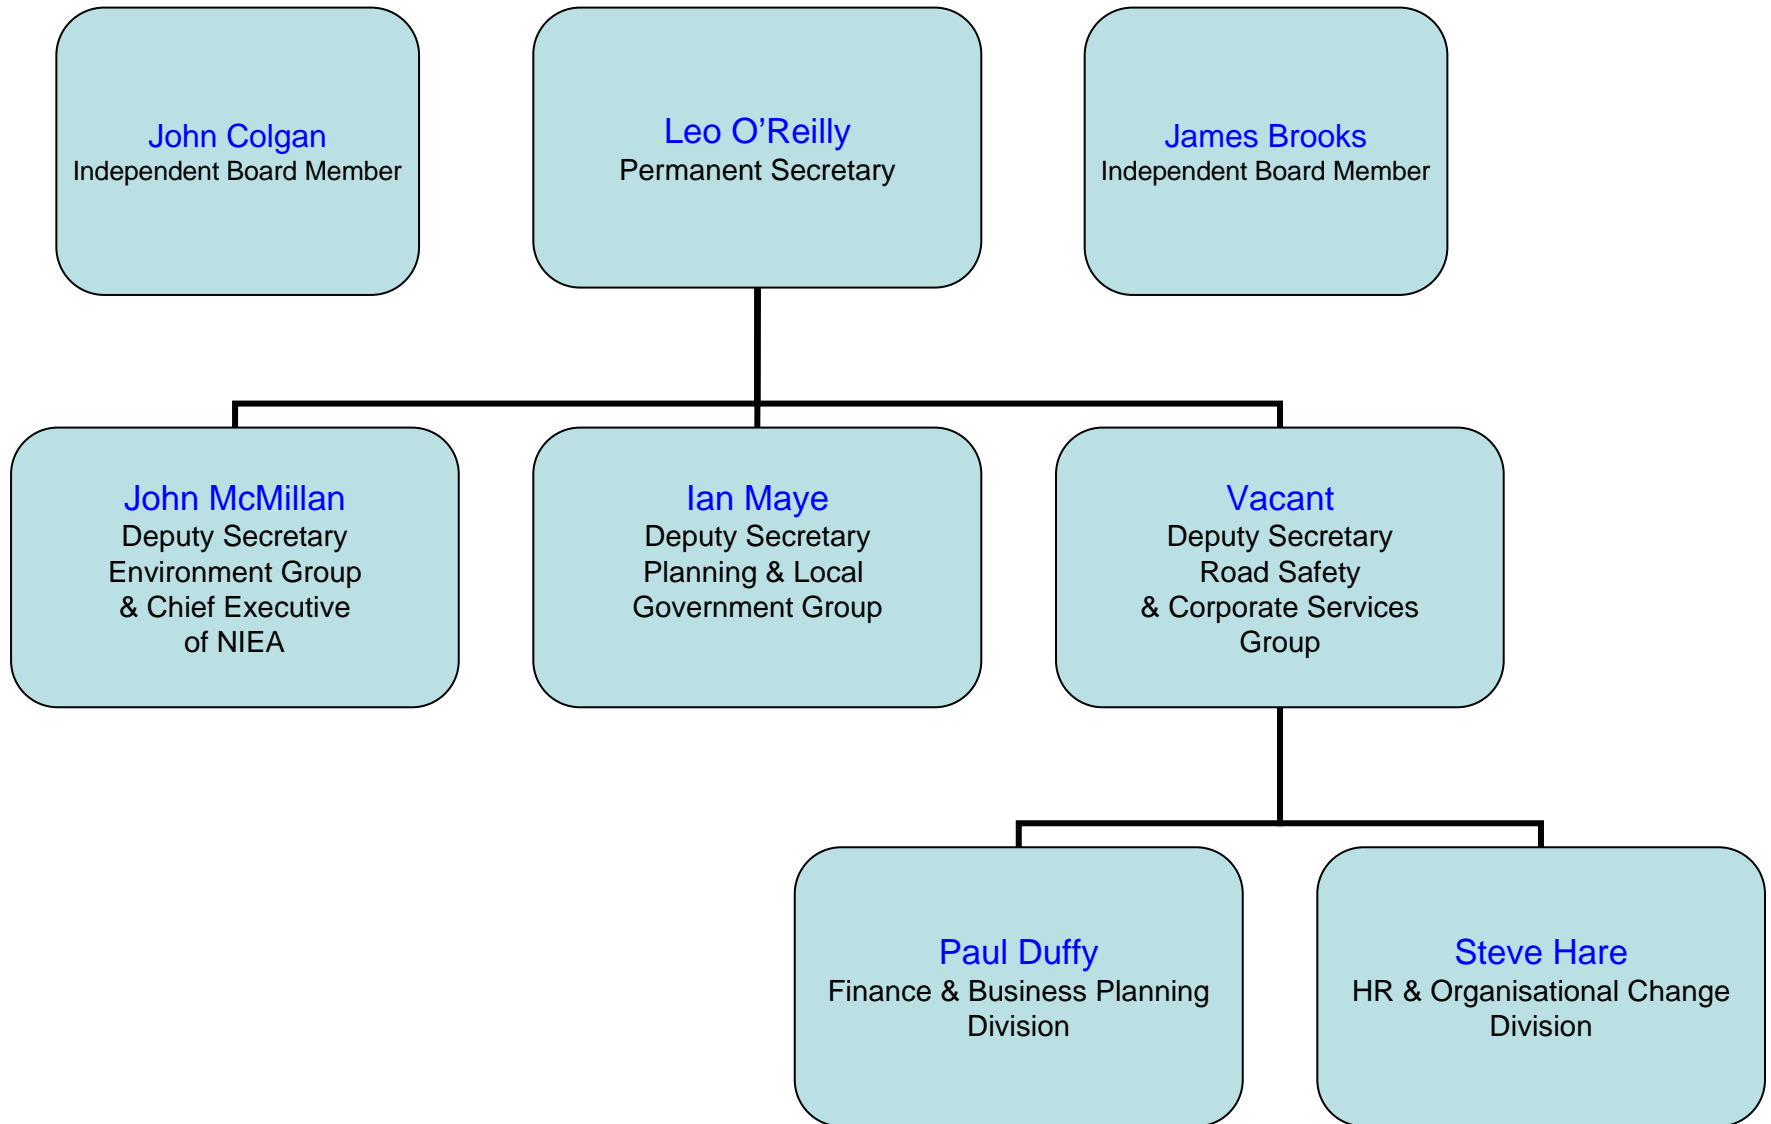 John Colgan
Independent Board Member
Leo O’Reilly
Permanent Secretary
James Brooks
Independent Board Member
John McMillan
Deputy Secretary
Environment Group
& Chief Executive
of NIEA
Ian Maye
Deputy Secretary
Planning & Local
Government Group
Vacant
Deputy Secretary
Road Safety
& Corporate Services
Group
Paul Duffy
Finance & Business Planning
Division
Steve Hare
HR & Organisational Change
Division